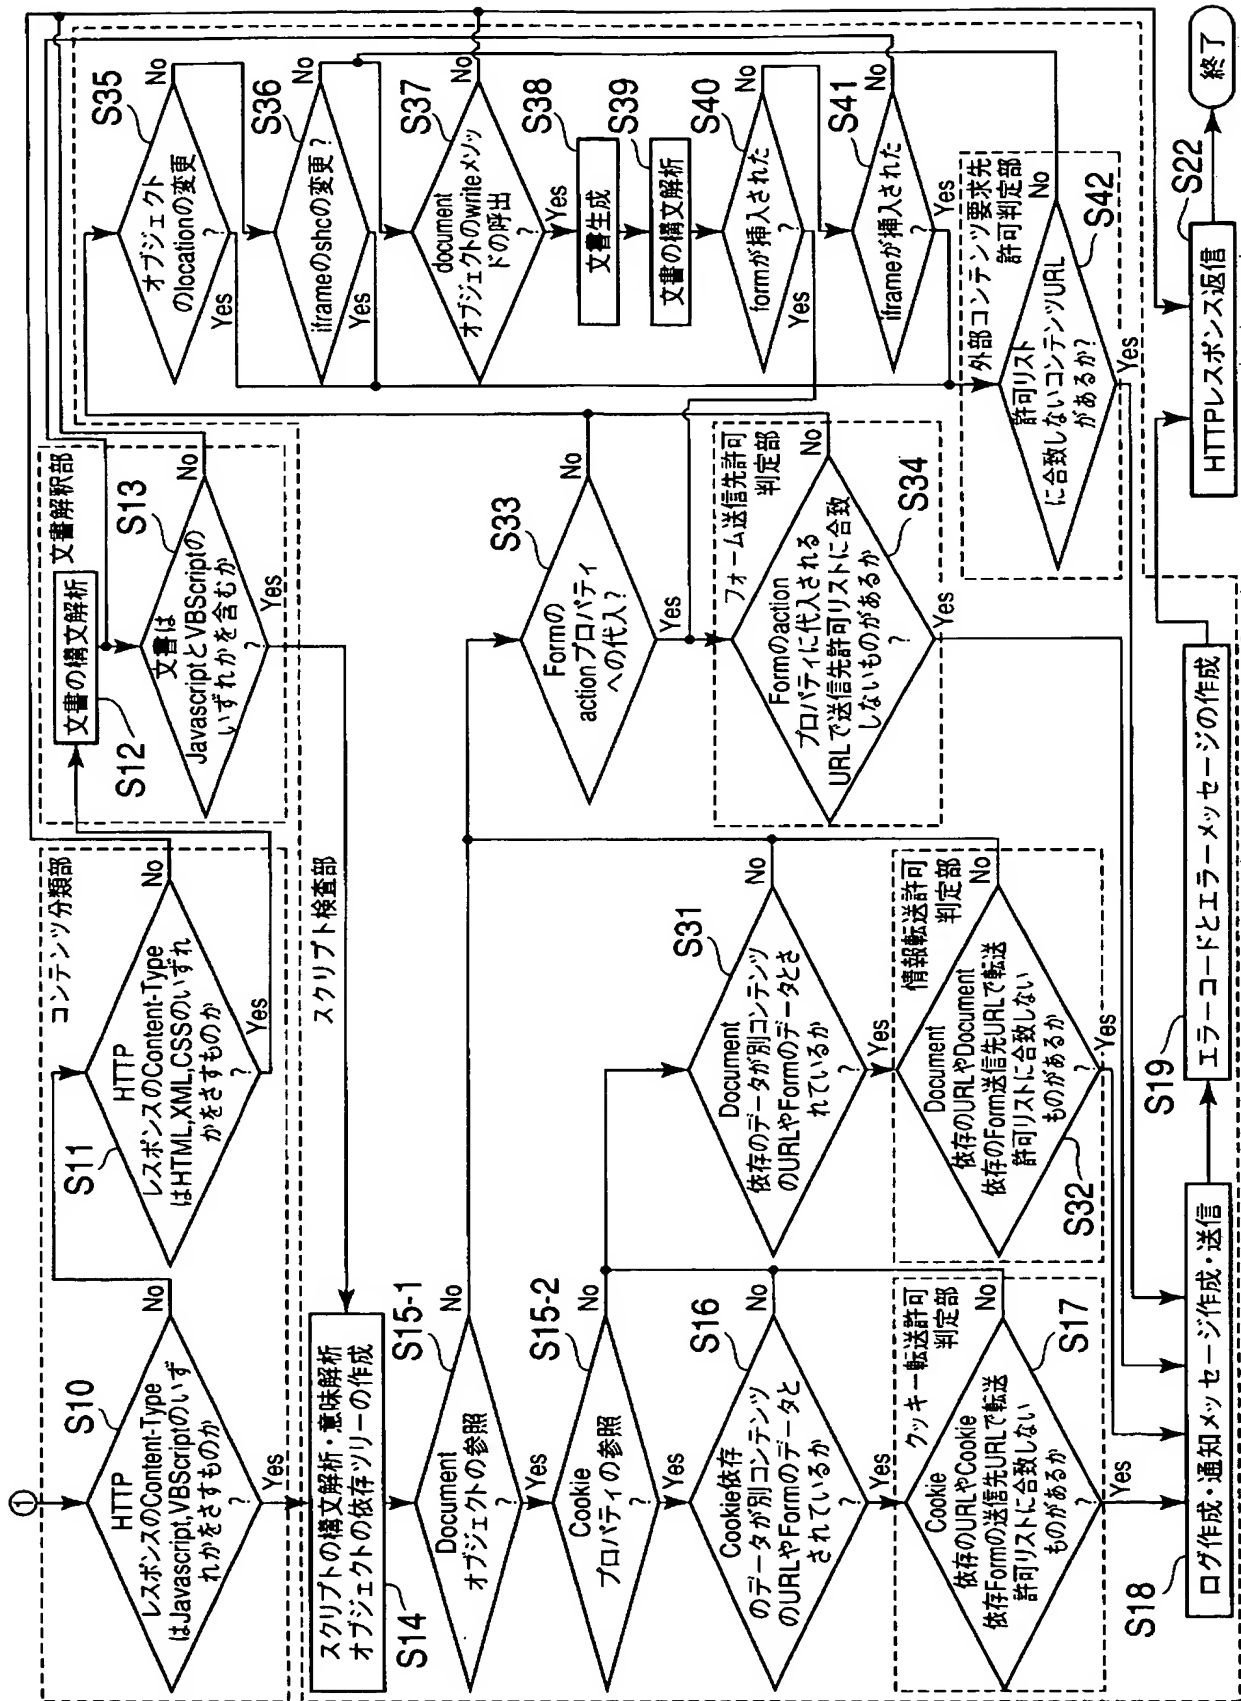 ①
コンテンツ分類部
S10
HTTP
レスポンスのContent-Type
はJavascript,VBScriptのいず
れかをさすものか
?
Yes
No
S11
HTTP
レスポンスのContent-Type
はHTML,XML,CSSのいずれ
かをさすものか
?
Yes
No
文書解釈部
文書の構文解析
S12
S13
文書は
JavascriptとVBScriptの
いずれかを含むか
?
Yes
No
スクリプト検査部
スクリプトの構文解析・意味解析
オブジェクトの依存ツリーの作成
S14
S15-1
Document
オブジェクトの参照
?
Yes
No
S15-2
Cookie
プロパティの参照
?
Yes
No
S16
Cookie依存
のデータが別コンテンツ
のURLやFormのデータと
されているか
?
Yes
No
クッキー転送許可
判定部
S17
Cookie
依存のURLやCookie
依存Formの送信先URLで転送
許可リストに合致しない
ものがあるか
?
Yes
No
S31
Document
依存のデータが別コンテンツ
のURLやFormのデータとさ
れているか
?
Yes
No
情報転送許可
判定部
S32
Document
依存のURLやDocument
依存のForm送信先URLで転送
許可リストに合致しない
ものがあるか
?
Yes
No
S33
Formの
actionプロパティ
への代入?
Yes
No
フォーム送信先許可
判定部
S34
Formのaction
プロパティに代入される
URLで送信先許可リストに合致
しないものがあるか
?
Yes
No
S35
オブジェクト
のlocationの変更
?
Yes
No
S36
iframeのshcの変更?
Yes
No
S37
document
オブジェクトのwriteメソッ
ドの呼出
?
Yes
No
S38
文書生成
S39
文書の構文解析
S40
formが挿入された
?
Yes
No
S41
iframeが挿入された
?
Yes
No
外部コンテンツ要求先
許可判定部
S42
許可リスト
に合致しないコンテンツURL
があるか?
Yes
No
S18
ログ作成・通知メッセージ作成・送信
S19
エラーコードとエラーメッセージの作成
S22
HTTPレスポンス返信
終了